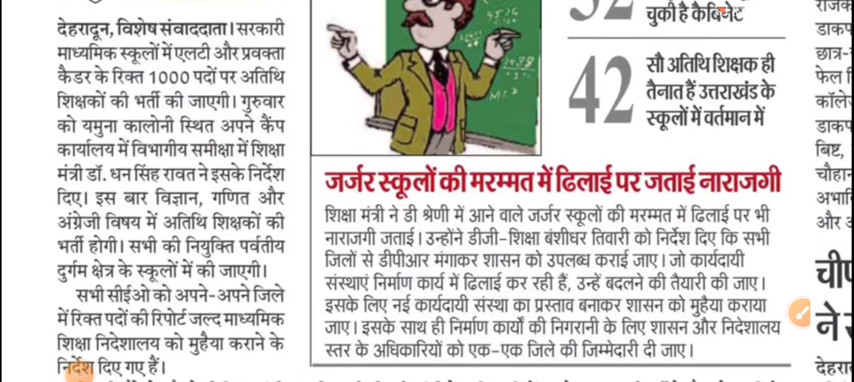 देहरादून, विशेष संवाददाता। सरकारी
माध्यमिक स्कूलों में एलटी और प्रवक्ता
कैडर के रिक्त 1000 पदों पर अतिथि
शिक्षकों की भर्ती की जाएगी। गुरुवार
को यमुना कालोनी स्थित अपने कैंप
कार्यालय में विभागीय समीक्षा में शिक्षा
मंत्री डॉ. धन सिंह रावत ने इसके निर्देश
दिए। इस बार विज्ञान, गणित और
अंग्रेजी विषय में अतिथि शिक्षकों की
भर्ती होगी। सभी की नियुक्ति पर्वतीय
दुर्गम क्षेत्र के स्कूलों में की जाएगी।
सभी सीईओ को अपने-अपने जिले
में रिक्त पदों की रिपोर्ट जल्द माध्यमिक
शिक्षा निदेशालय को मुहैया कराने के
निर्देश दिए गए हैं।
चुकी है कैबिनेट
42
सौ अतिथि शिक्षक ही
तैनात हैं उत्तराखंड के
स्कूलों में वर्तमान में
जर्जर स्कूलों की मरम्मत में ढिलाई पर जताई नाराजगी
शिक्षा मंत्री ने डी श्रेणी में आने वाले जर्जर स्कूलों की मरम्मत में ढिलाई पर भी
नाराजगी जताई। उन्होंने डीजी-शिक्षा बंशीधर तिवारी को निर्देश दिए कि सभी
जिलों से डीपीआर मंगाकर शासन को उपलब्ध कराई जाए। जो कार्यदायी
संस्थाएं निर्माण कार्य में ढिलाई कर रही हैं, उन्हें बदलने की तैयारी की जाए।
इसके लिए नई कार्यदायी संस्था का प्रस्ताव बनाकर शासन को मुहैया कराया
जाए। इसके साथ ही निर्माण कार्यों की निगरानी के लिए शासन और निदेशालय
स्तर के अधिकारियों को एक-एक जिले की जिम्मेदारी दी जाए।
डाकप
छात्र-
फेल
कॉले
डाकप
बिष्ट,
चौहान
अभा
और
ने
देहरा